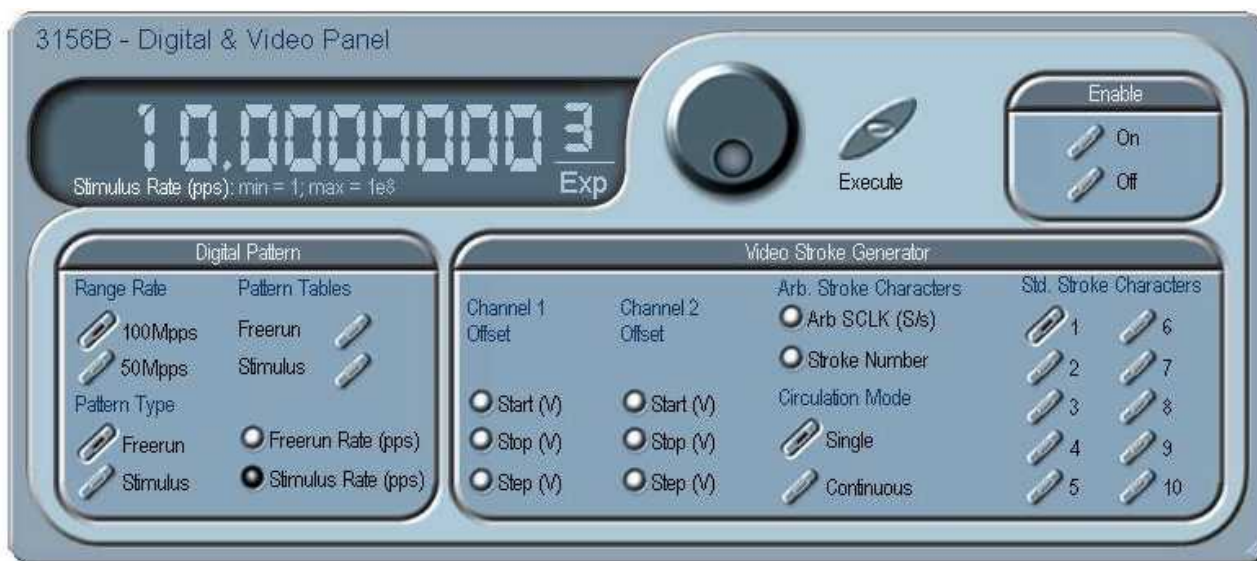 3156B - Digital & Video Panel
10.0000000 3
Stimulus Rate (pps): min = 1; max = 1e8
Exp
Execute
Enable
On
Off
Digital Pattern
Range Rate
100Mpps
50Mpps
Pattern Type
Freerun
Stimulus
Pattern Tables
Freerun
Stimulus
Freerun Rate (pps)
Stimulus Rate (pps)
Video Stroke Generator
Channel 1
Offset
Start (V)
Stop (V)
Step (V)
Channel 2
Offset
Start (V)
Stop (V)
Step (V)
Arb. Stroke Characters
Arb SCLK (S/s)
Stroke Number
Circulation Mode
Single
Continuous
Std. Stroke Characters
1
2
3
4
5
6
7
8
9
10